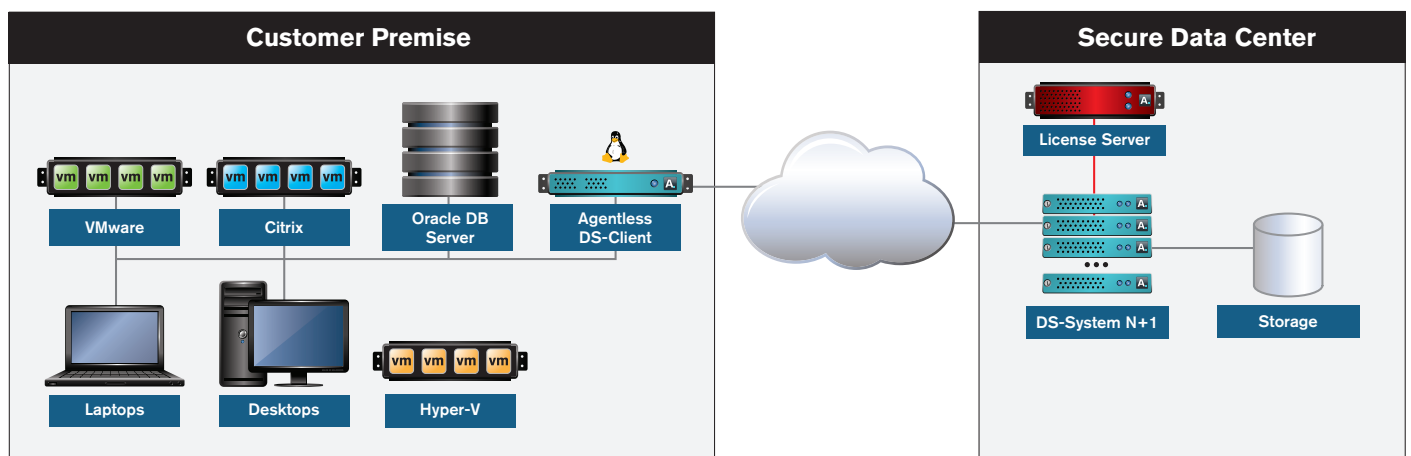 Customer Premise
Secure Data Center
A.
License Server
vm vm vm vm
vm vm vm vm
A.
VMware
Citrix
Oracle DB
Server
Agentless
DS-Client
A.
A.
A.
A.
DS-System N+1
Storage
vm vm vm vm
Laptops
Desktops
Hyper-V